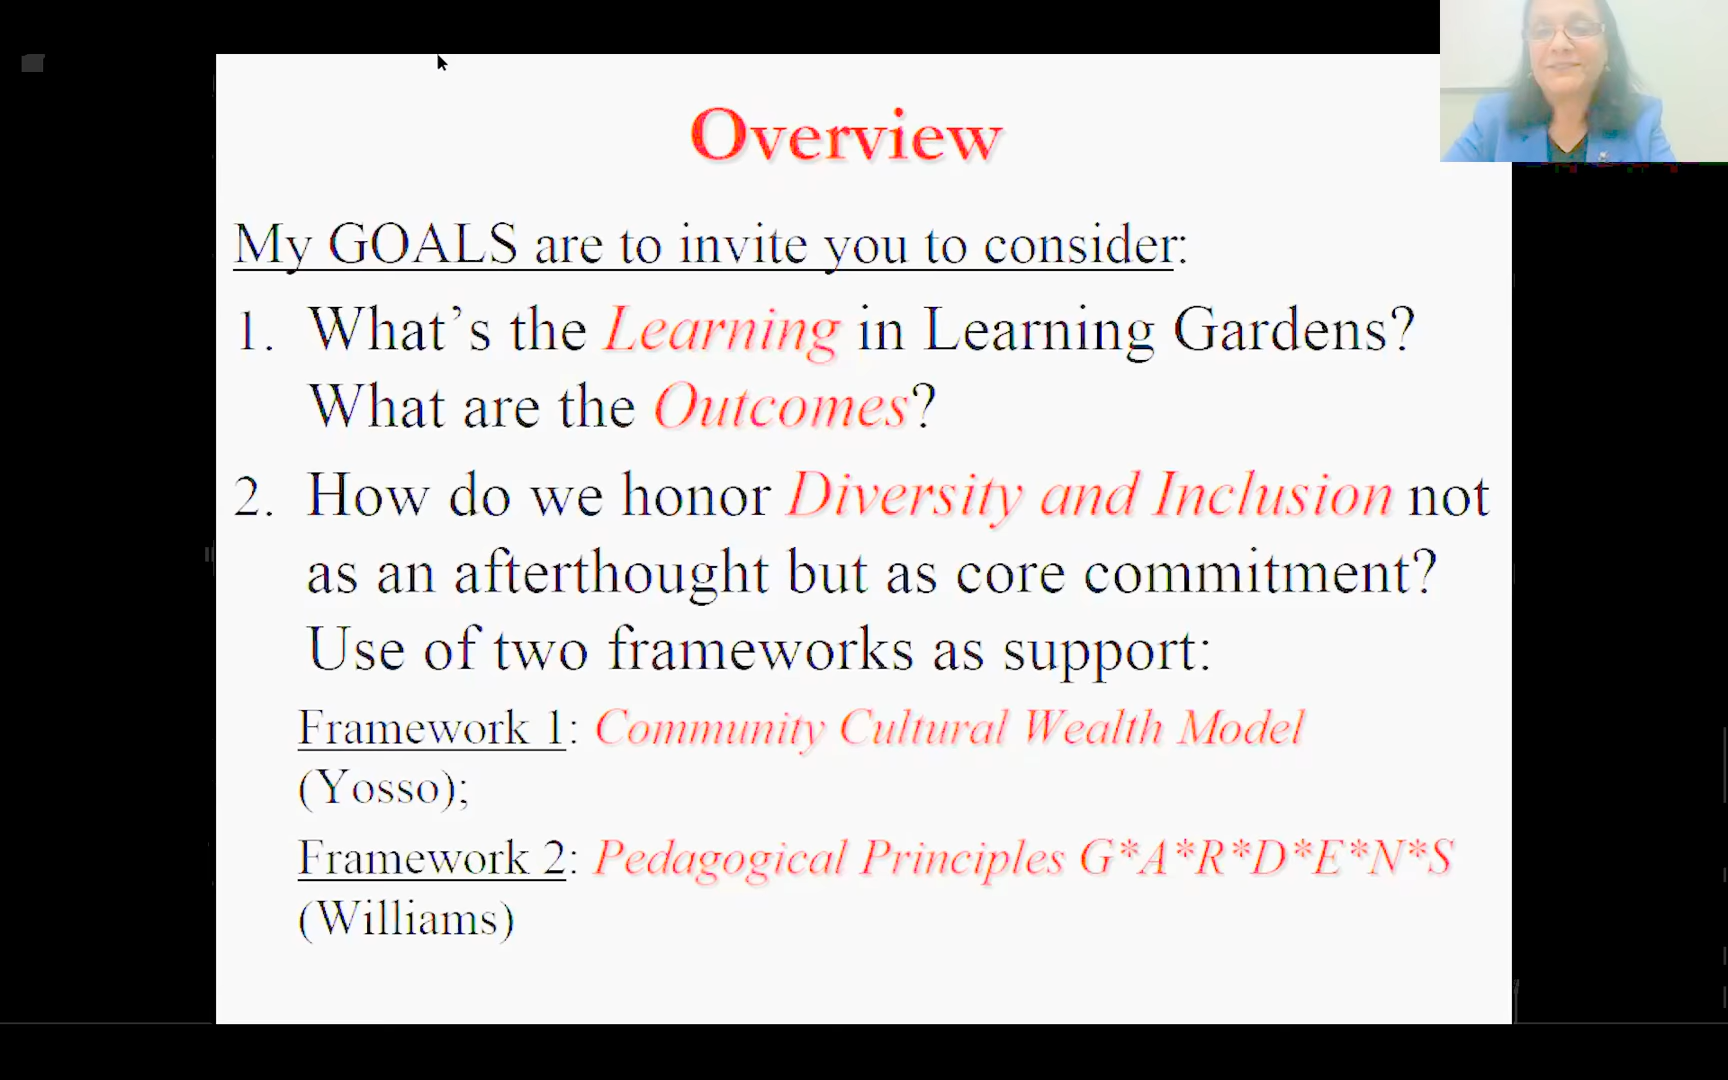 Overview
My GOALS are to invite you to consider:
1. What’s the Learning in Learning Gardens?
What are the Outcomes?
2. How do we honor Diversity and Inclusion not
as an afterthought but as core commitment?
Use of two frameworks as support:
Framework 1: Community Cultural Wealth Model
(Yosso);
Framework 2: Pedagogical Principles G*A*R*D*E*N*S
(Williams)